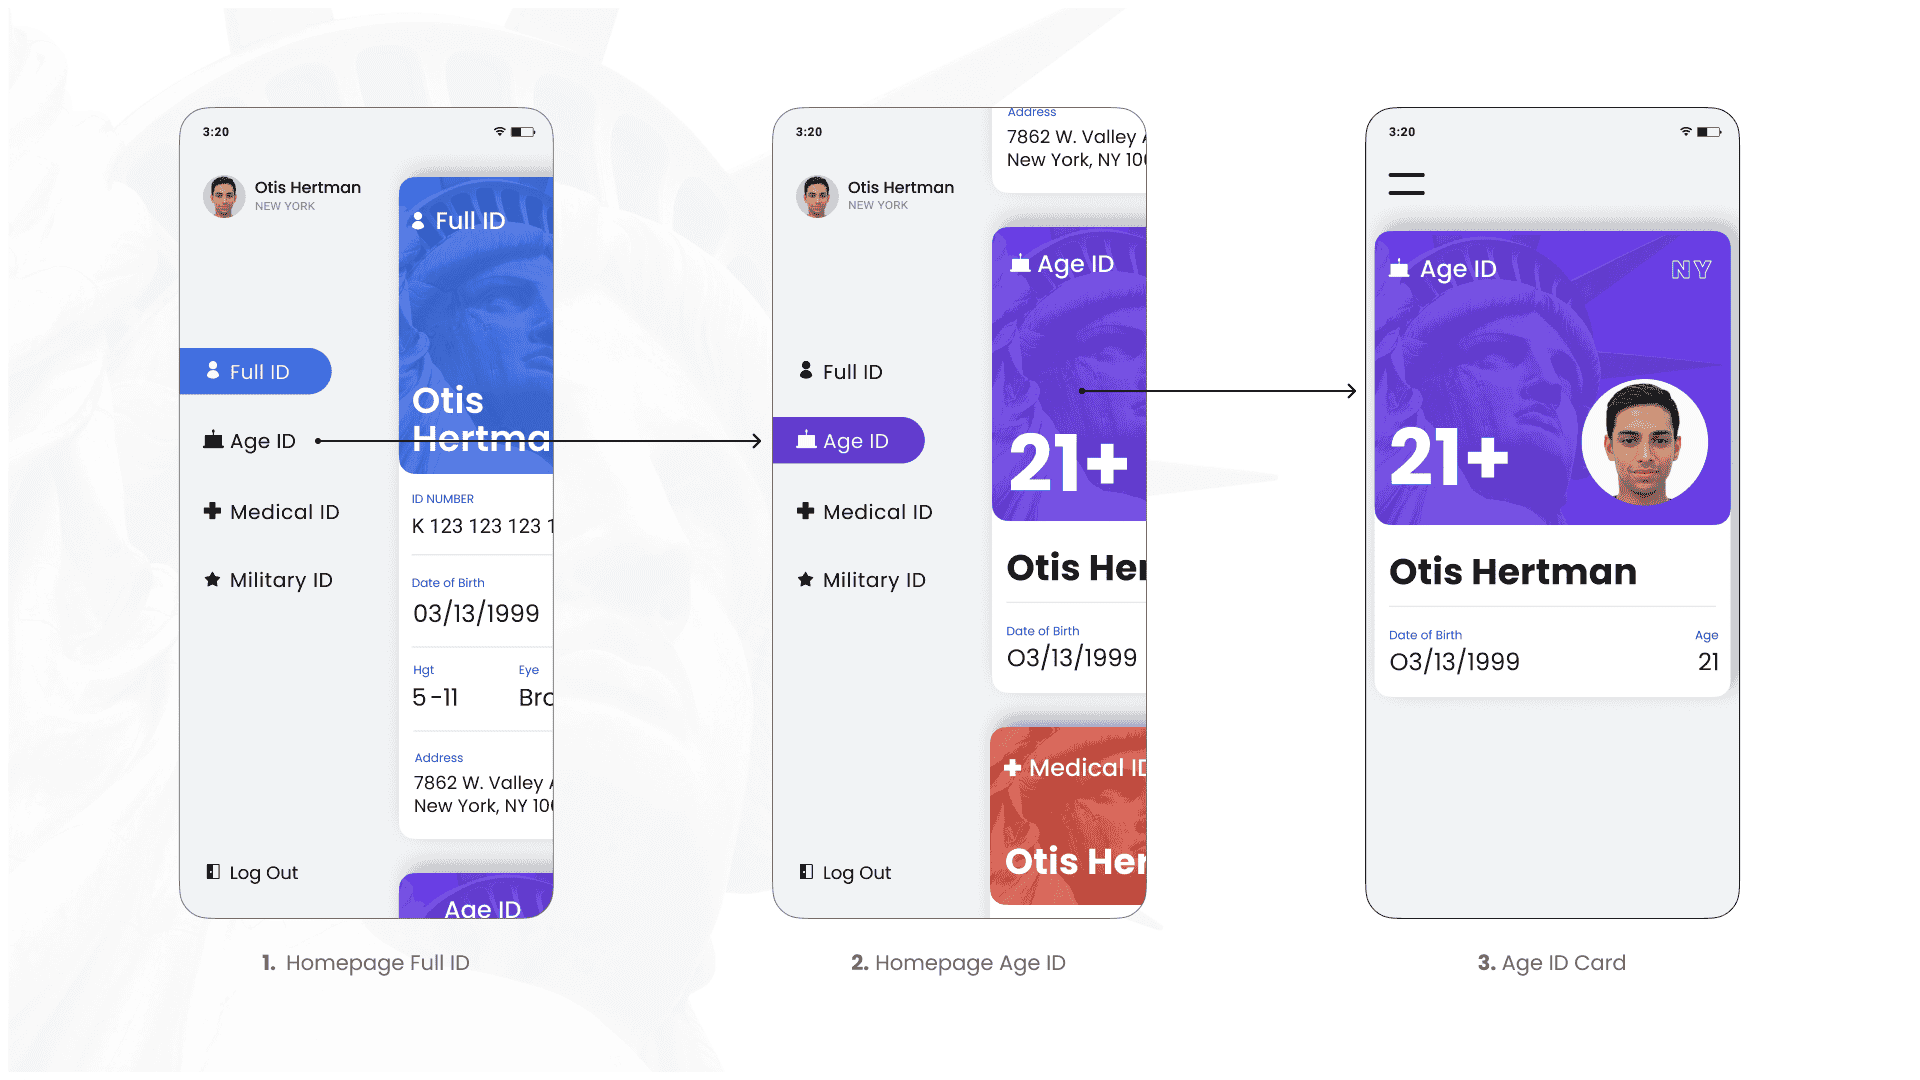 3:20
Otis Hertman
NEW YORK
Full ID
Age ID
Medical ID
Military ID
Log Out
Full ID
Otis
Hertma
ID NUMBER
K 123 123 123 1
Date of Birth
03/13/1999
Hgt Eye
5-11 Bro
Address
7862 W. Valley A
New York, NY 100
Age ID
1. Homepage Full ID
3:20
Otis Hertman
NEW YORK
Full ID
Age ID
Medical ID
Military ID
Log Out
Address
7862 W. Valley A
New York, NY 100
Age ID
21+
Otis Her
Date of Birth
O3/13/1999
Medical ID
Otis Her
2. Homepage Age ID
3:20
Age ID NY
21+
Otis Hertman
Date of Birth Age
O3/13/1999 21
3. Age ID Card